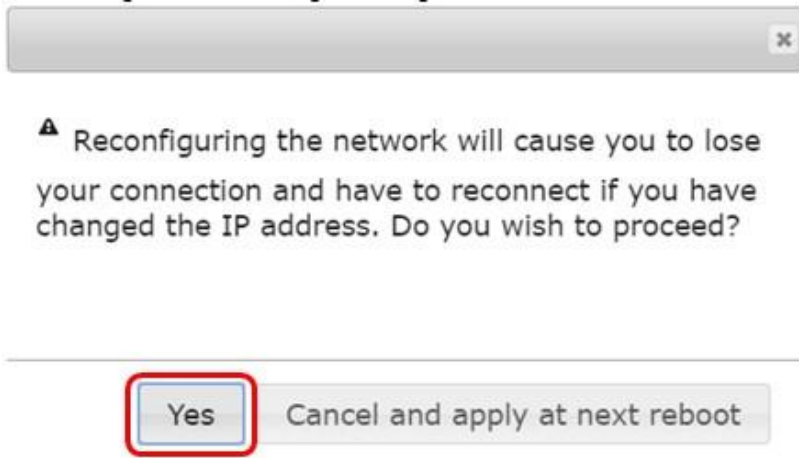 Reconfiguring the network will cause you to lose
your connection and have to reconnect if you have
changed the IP address. Do you wish to proceed?
Yes
Cancel and apply at next reboot